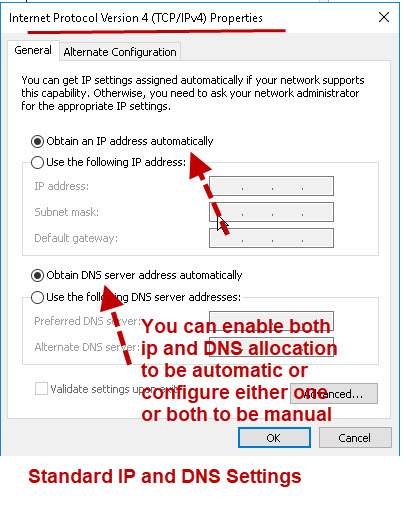 Internet Protocol Version 4 (TCP/IPv4) Properties
General
Alternate Configuration
You can get IP settings assigned automatically if your network supports
this capability. Otherwise, you need to ask your network administrator
for the appropriate IP settings.
Obtain an IP address automatically
Use the following IP address:
IP address:
Subnet mask:
Default gateway:
Obtain DNS server address automatically
Use the following DNS server addresses:
Preferred DNS server:
Alternate DNS server:
You can enable both
ip and DNS allocation
to be automatic or
configure either one
or both to be manual
Validate settings upon exit
Advanced...
OK
Cancel
Standard IP and DNS Settings